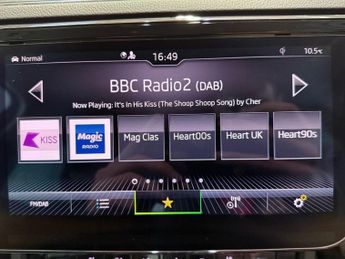 Normal
16:49
10.5°C
BBC Radio2 (DAB)
Now Playing: It's In His Kiss (The Shoop Shoop Song) by Cher
KISS
Magic RADIO
Mag Clas
Heart00s
Heart UK
Heart90s
FM/DAB